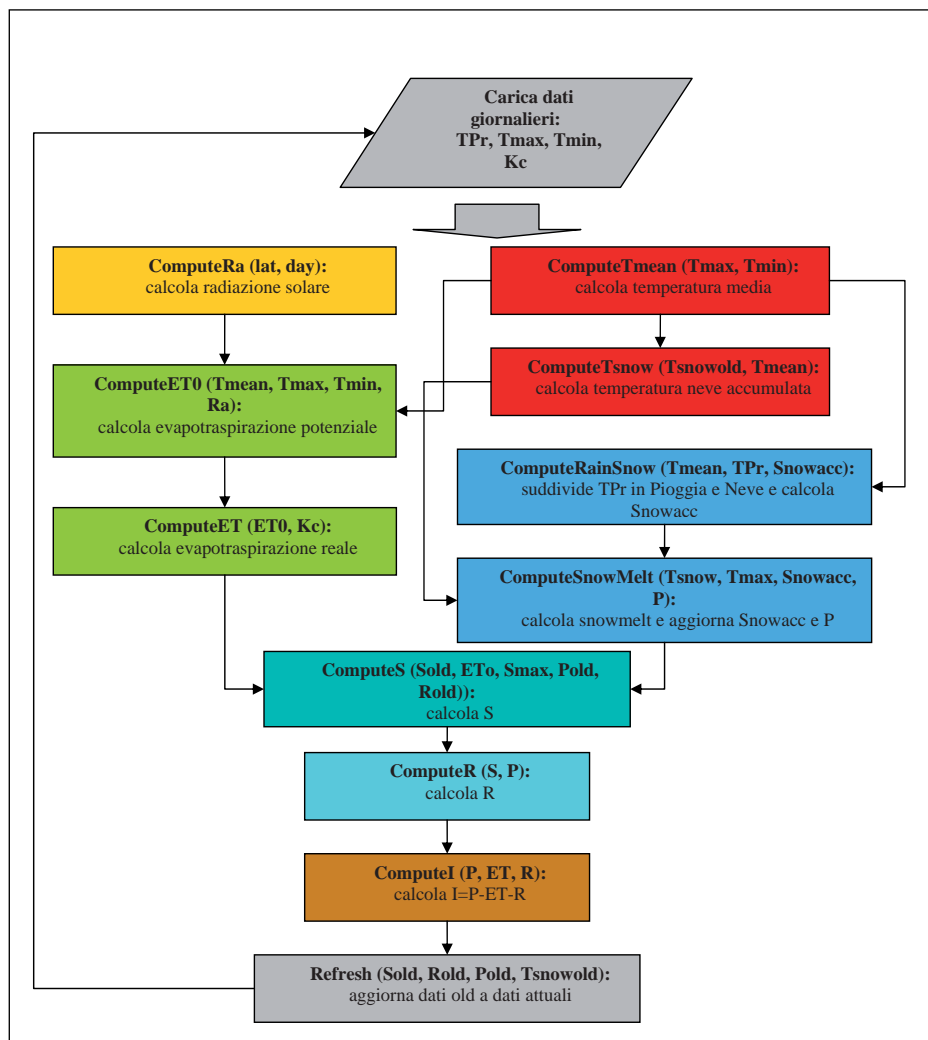 Carica dati
giornalieri:
TPr, Tmax, Tmin,
Kc
ComputeRa (lat, day):
calcola radiazione solare
ComputeTmean (Tmax, Tmin):
calcola temperatura media
ComputeTsnow (Tsnowold, Tmean):
calcola temperatura neve accumulata
ComputeET0 (Tmean, Tmax, Tmin,
Ra):
calcola evapotraspirazione potenziale
ComputeRainSnow (Tmean, TPr, Snowacc):
suddivide TPr in Pioggia e Neve e calcola
Snowacc
ComputeET (ET0, Kc):
calcola evapotraspirazione reale
ComputeSnowMelt (Tsnow, Tmax, Snowacc,
P):
calcola snowmelt e aggiorna Snowacc e P
ComputeS (Sold, ETo, Smax, Pold,
Rold)):
calcola S
ComputeR (S, P):
calcola R
ComputeI (P, ET, R):
calcola I=P-ET-R
Refresh (Sold, Rold, Pold, Tsnowold):
aggiorna dati old a dati attuali